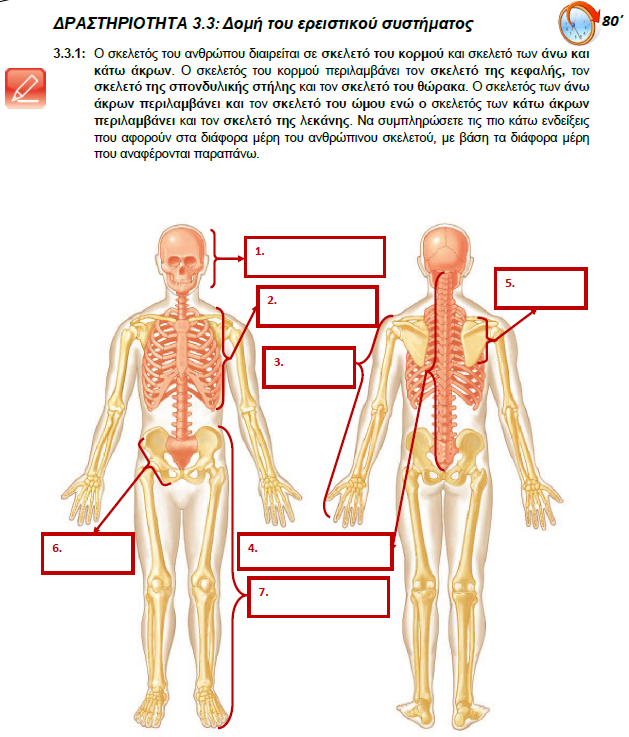 ΔΡΑΣΤΗΡΙΟΤΗΤΑ 3.3: Δομή του ερειστικού συστήματος
80΄
3.3.1: Ο σκελετός του ανθρώπου διαιρείται σε σκελετό του κορμού και σκελετό των άνω και
κάτω άκρων. Ο σκελετός του κορμού περιλαμβάνει τον σκελετό της κεφαλής, τον
σκελετό της σπονδυλικής στήλης και τον σκελετό του θώρακα. Ο σκελετός των άνω
άκρων περιλαμβάνει και τον σκελετό του ώμου ενώ ο σκελετός των κάτω άκρων
περιλαμβάνει και τον σκελετό της λεκάνης. Να συμπληρώσετε τις πιο κάτω ενδείξεις
που αφορούν στα διάφορα μέρη του ανθρώπινου σκελετού, με βάση τα διάφορα μέρη
που αναφέρονται παραπάνω.
1.
2.
3.
5.
6.
4.
7.